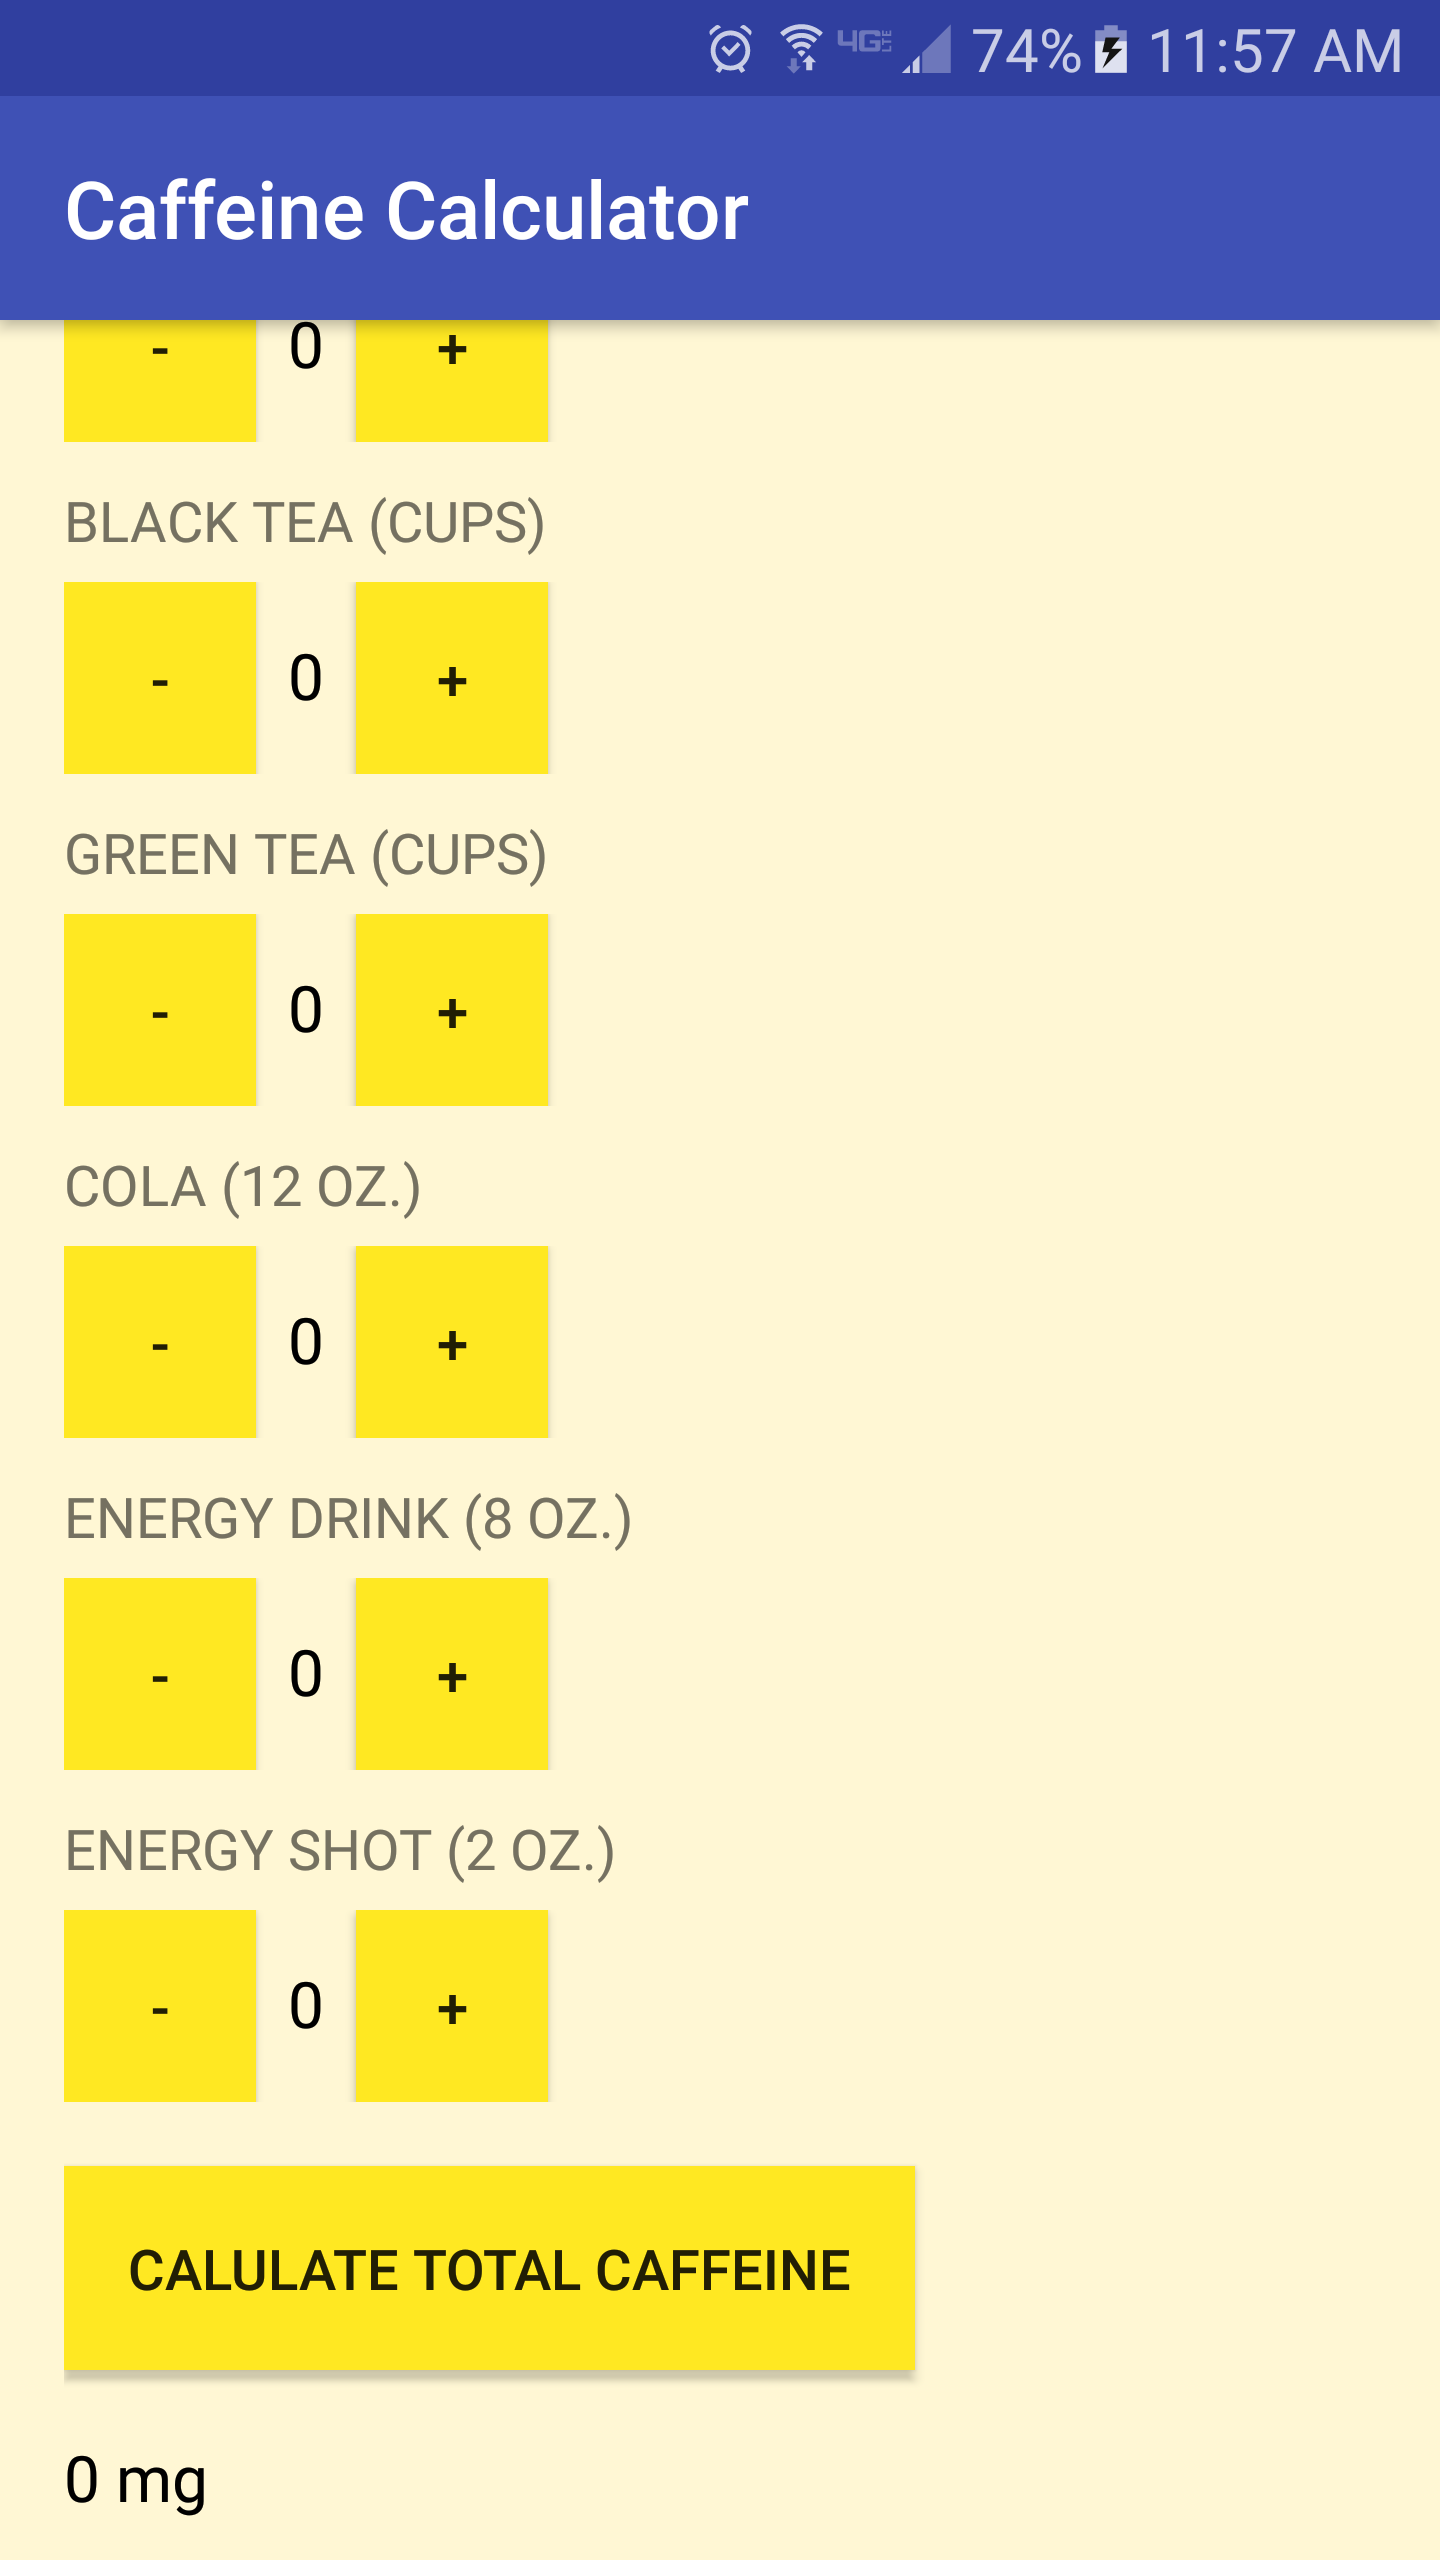 4G LTE 74% 11:57 AM
Caffeine Calculator
- 0 +
BLACK TEA (CUPS)
- 0 +
GREEN TEA (CUPS)
- 0 +
COLA (12 OZ.)
- 0 +
ENERGY DRINK (8 OZ.)
- 0 +
ENERGY SHOT (2 OZ.)
- 0 +
CALULATE TOTAL CAFFEINE
0 mg